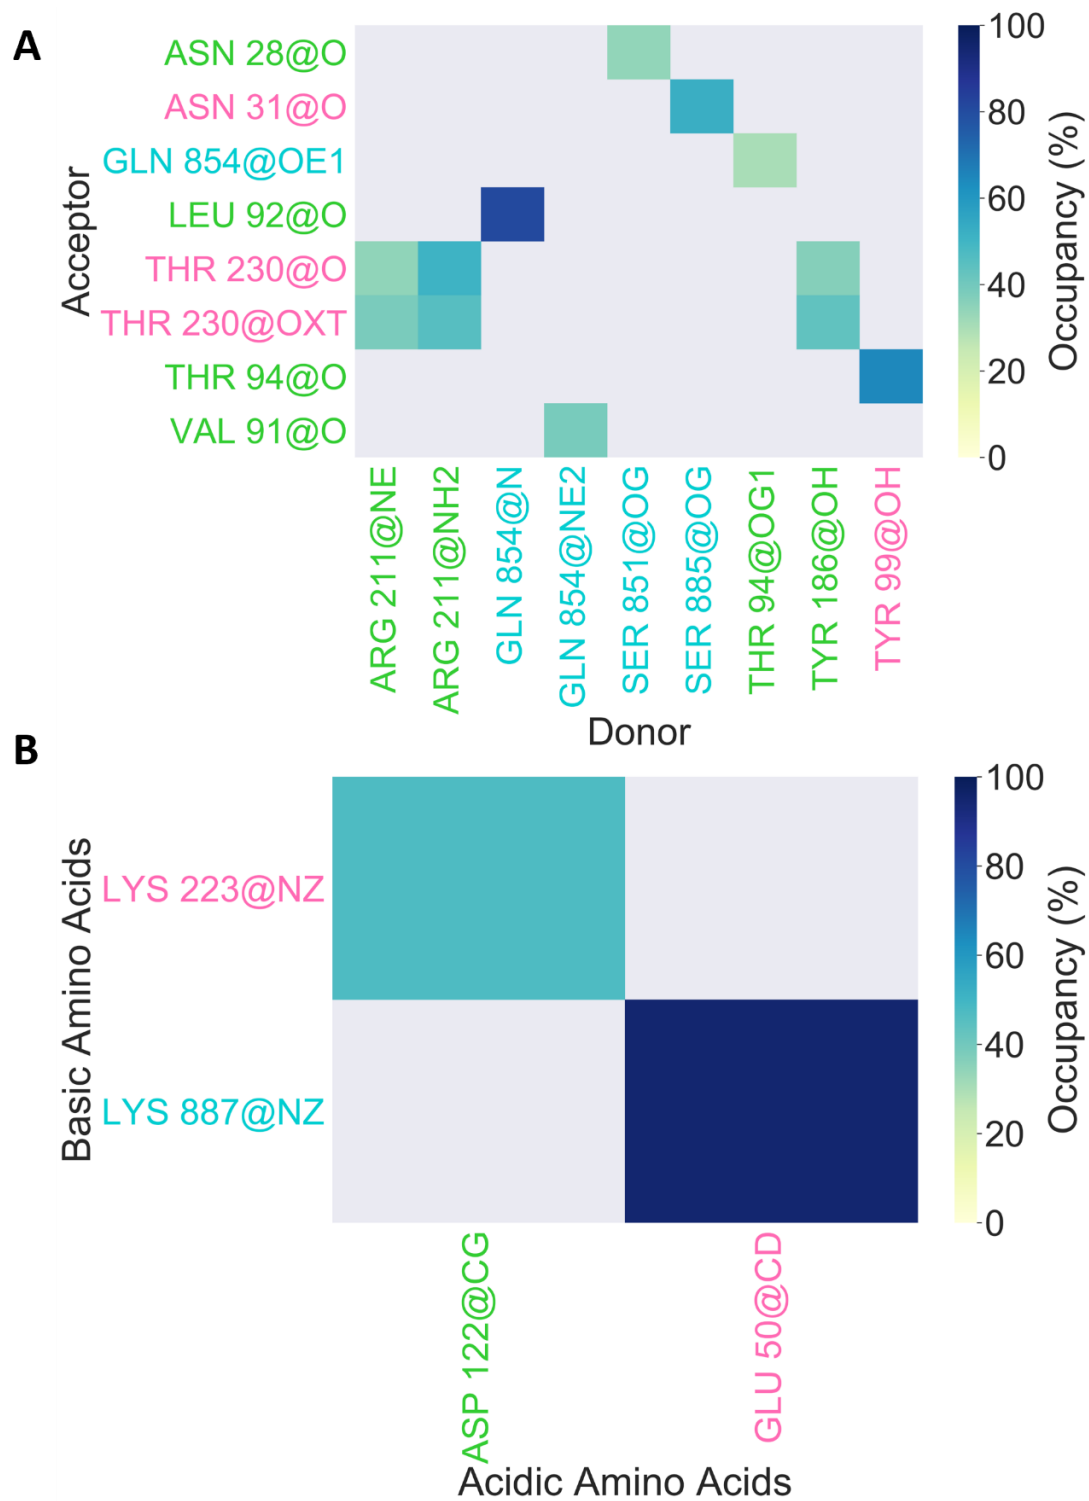 A
ASN 28@O
ASN 31@O
GLN 854@OE1
LEU 92@O
THR 230@O
THR 230@OXT
THR 94@O
VAL 91@O
Acceptor
ARG 211@NE
ARG 211@NH2
GLN 854@N
GLN 854@NE2
SER 851@OG
SER 885@OG
THR 94@OG1
TYR 186@OH
TYR 99@OH
Donor
100
80
60
40
20
0
Occupancy (%)
B
LYS 223@NZ
LYS 887@NZ
Basic Amino Acids
ASP 122@CG
GLU 50@CD
Acidic Amino Acids
100
80
60
40
20
0
Occupancy (%)